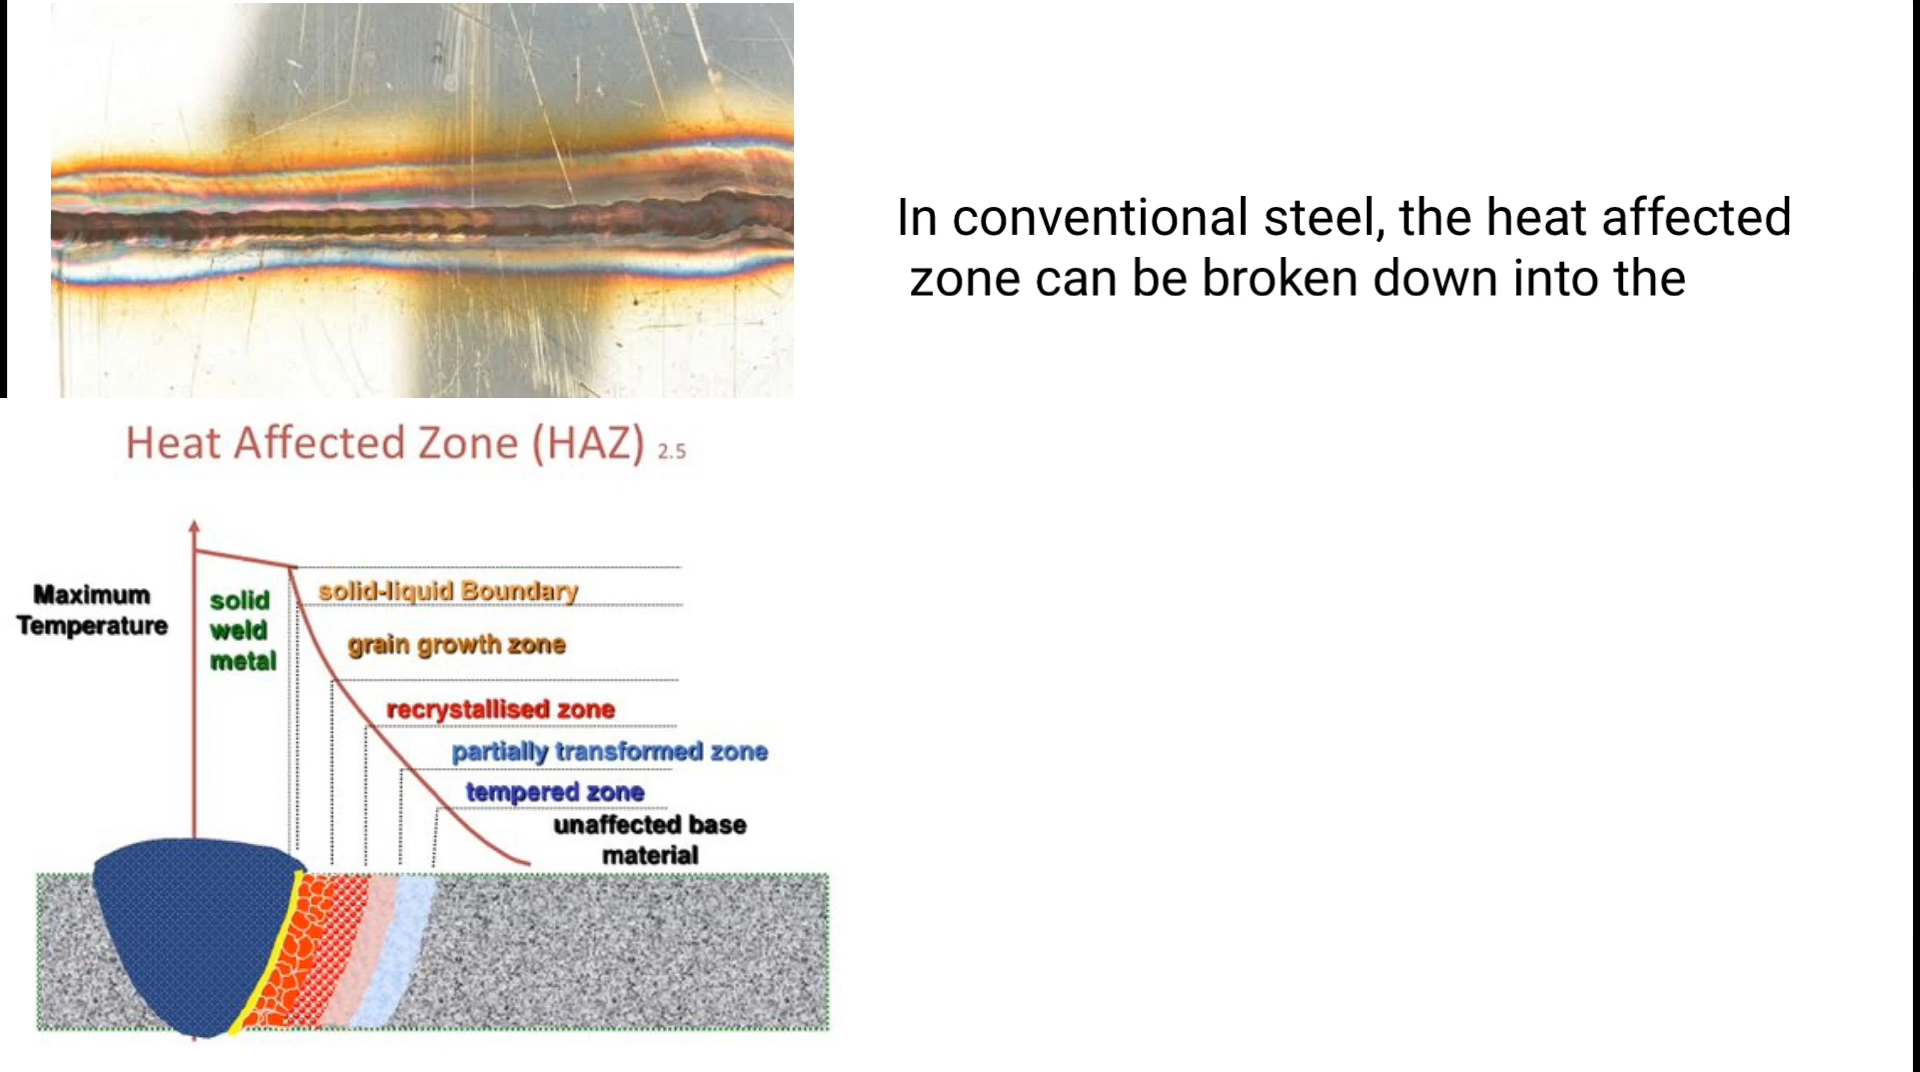 In conventional steel, the heat affected
zone can be broken down into the
Heat Affected Zone (HAZ) 2.5
Maximum
Temperature
solid
weld
metal
solid-liquid Boundary
grain growth zone
recrystallised zone
partially transformed zone
tempered zone
unaffected base
material